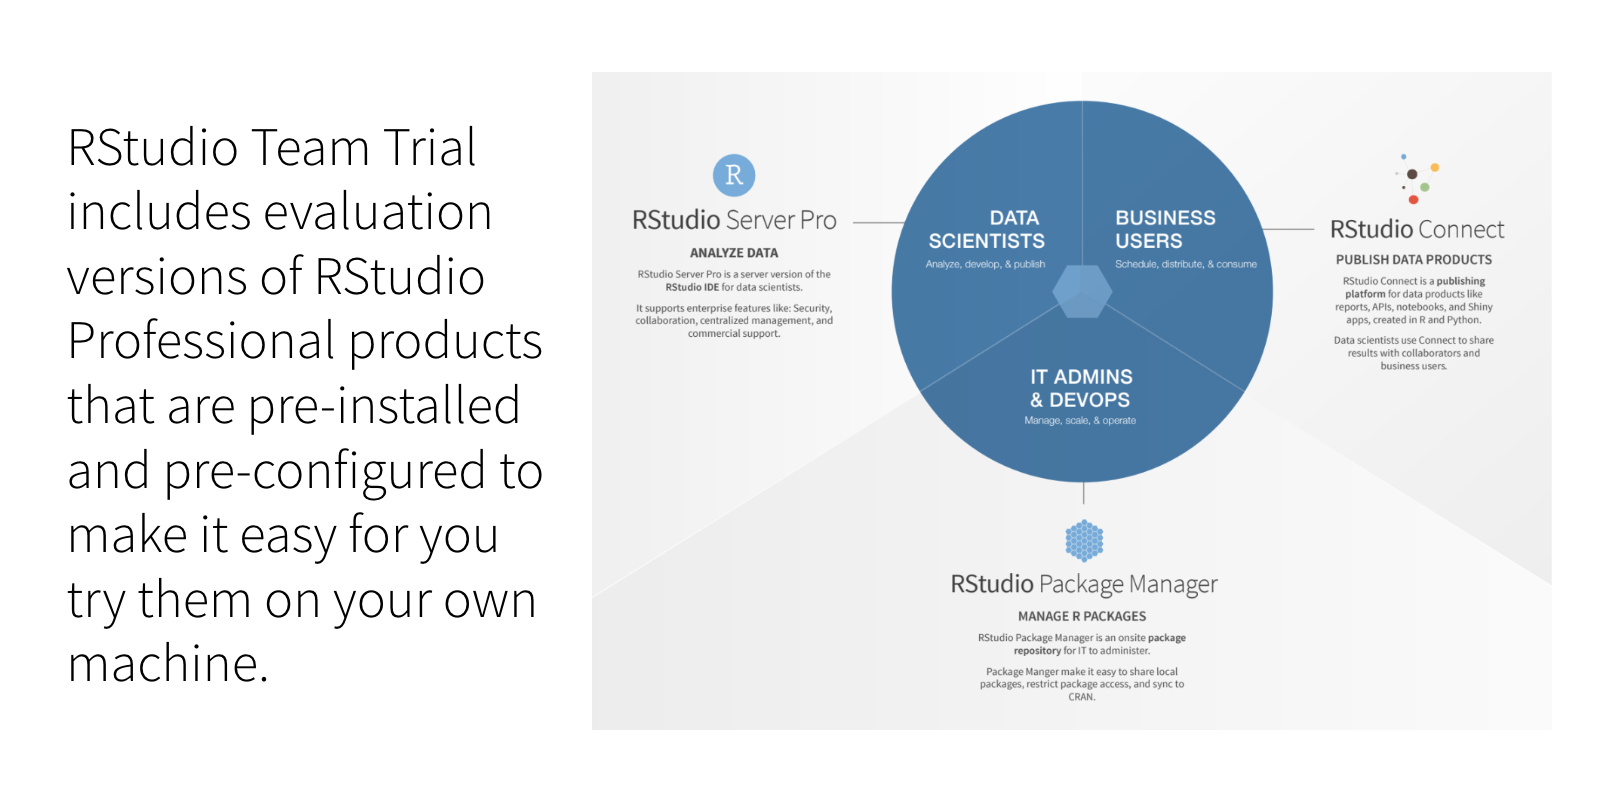 RStudio Team Trial
includes evaluation
versions of RStudio
Professional products
that are pre-installed
and pre-configured to
make it easy for you
try them on your own
machine.
R
RStudio Server Pro
ANALYZE DATA
RStudio Server Pro is a server version of the
RStudio IDE for data scientists.
It supports enterprise features like: Security,
collaboration, centralized management, and
commercial support.
DATA
SCIENTISTS
Analyze, develop, & publish
BUSINESS
USERS
Schedule, distribute, & consume
IT ADMINS
& DEVOPS
Manage, scale, & operate
RStudio Connect
PUBLISH DATA PRODUCTS
RStudio Connect is a publishing
platform for data products like
reports, APIs, notebooks, and Shiny
apps, created in R and Python.
Data scientists use Connect to share
results with collaborators and
business users.
RStudio Package Manager
MANAGE R PACKAGES
RStudio Package Manager is an onsite package
repository for IT to administer.
Package Manger make it easy to share local
packages, restrict package access, and sync to
CRAN.